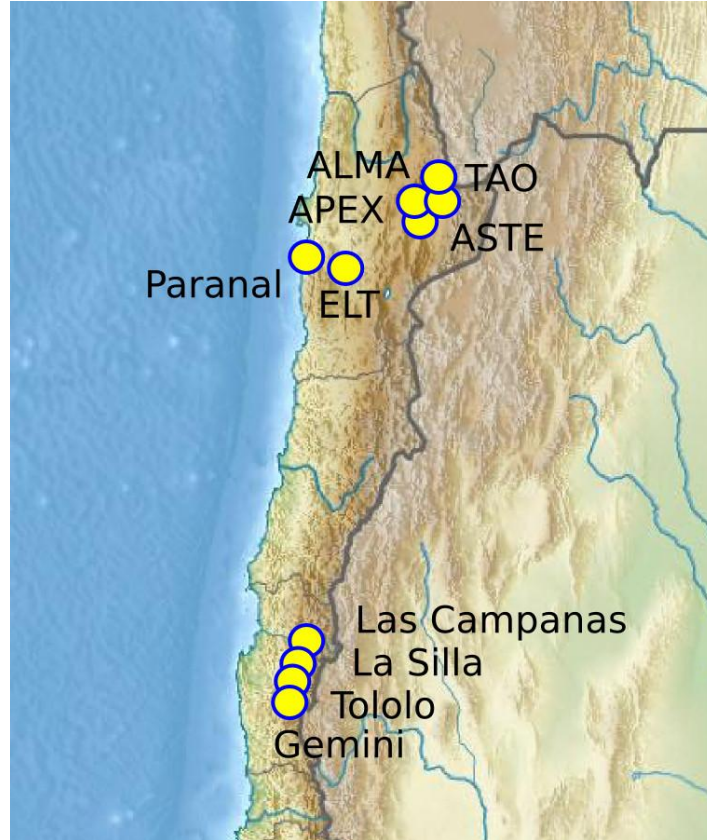 ALMA
TAO
APEX
ASTE
Paranal
ELT
Las Campanas
La Silla
Tololo
Gemini